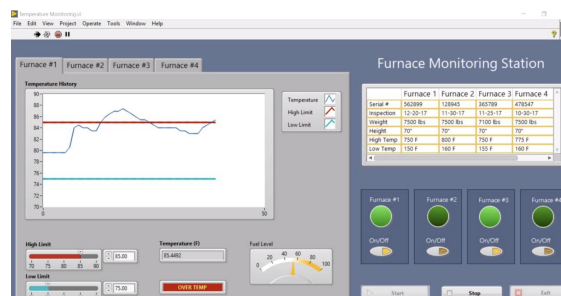 Temperature Monitoring.vi
File Edit View Project Operate Tools Window Help
Furnace #1 Furnace #2 Furnace #3 Furnace #4
Furnace Monitoring Station
Temperature History
90
88
86
84
82
80
78
76
74
72
70
0 50
Temperature
High Limit
Low Limit
Furnace 1 Furnace 2 Furnace 3 Furnace 4
Serial # 562899 128945 365789 478547
Inspection 12-20-17 11-30-17 11-25-17 10-30-17
Weight 7500 lbs 7500 lbs 7100 lbs 7500 lbs
Height 70" 70" 70" 70"
High Temp 750 F 800 F 750 F 775 F
Low Temp 150 F 160 F 155 F 160 F
Furnace #1 Furnace #2 Furnace #3 Furnace #4
On/Off On/Off On/Off On/Off
High Limit
70 75 80 85 90
85.00
Temperature (F)
85.4492
Fuel Level
0 20 40 60 80 100
Low Limit
75.00
OVER TEMP
Start Stop Exit